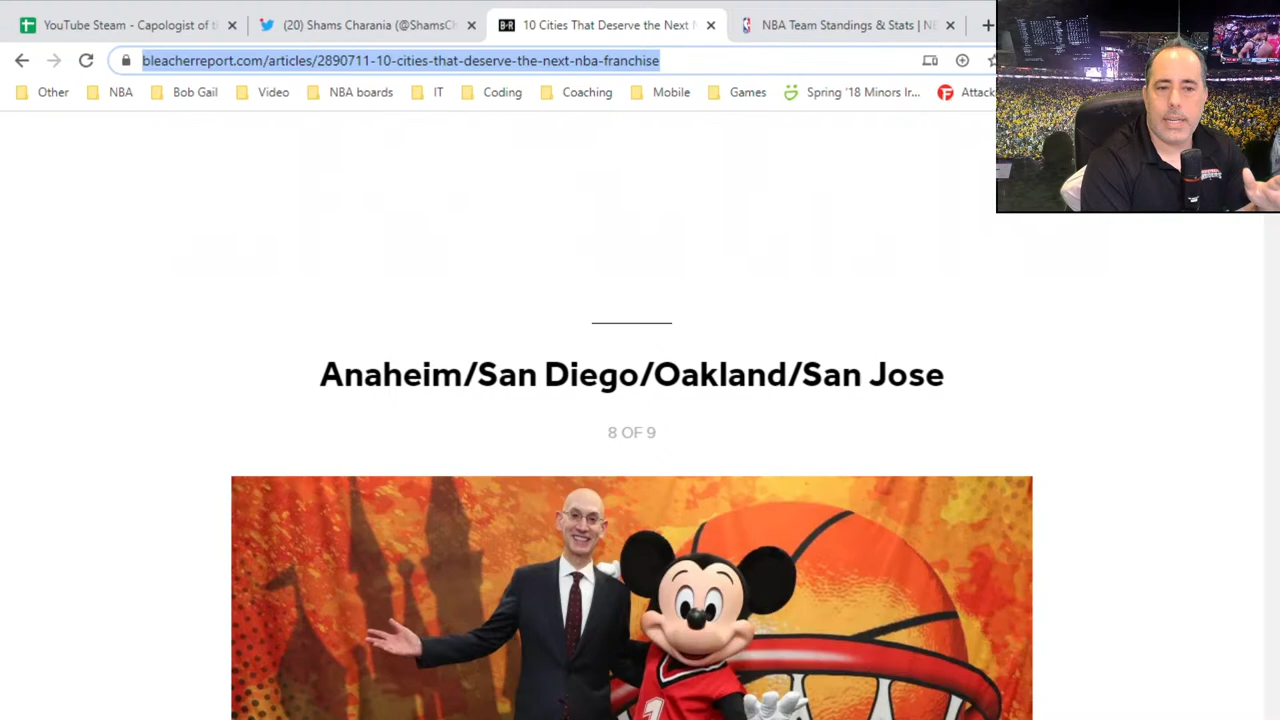 YouTube Steam - Capologist of t
(20) Shams Charania (@ShamsCh
B·R 10 Cities That Deserve the Next N
NBA Team Standings & Stats | N
bleacherreport.com/articles/2890711-10-cities-that-deserve-the-next-nba-franchise
Other NBA Bob Gail Video NBA boards IT Coding Coaching Mobile Games Spring '18 Minors Ir... Attack
Anaheim/San Diego/Oakland/San Jose
8 OF 9